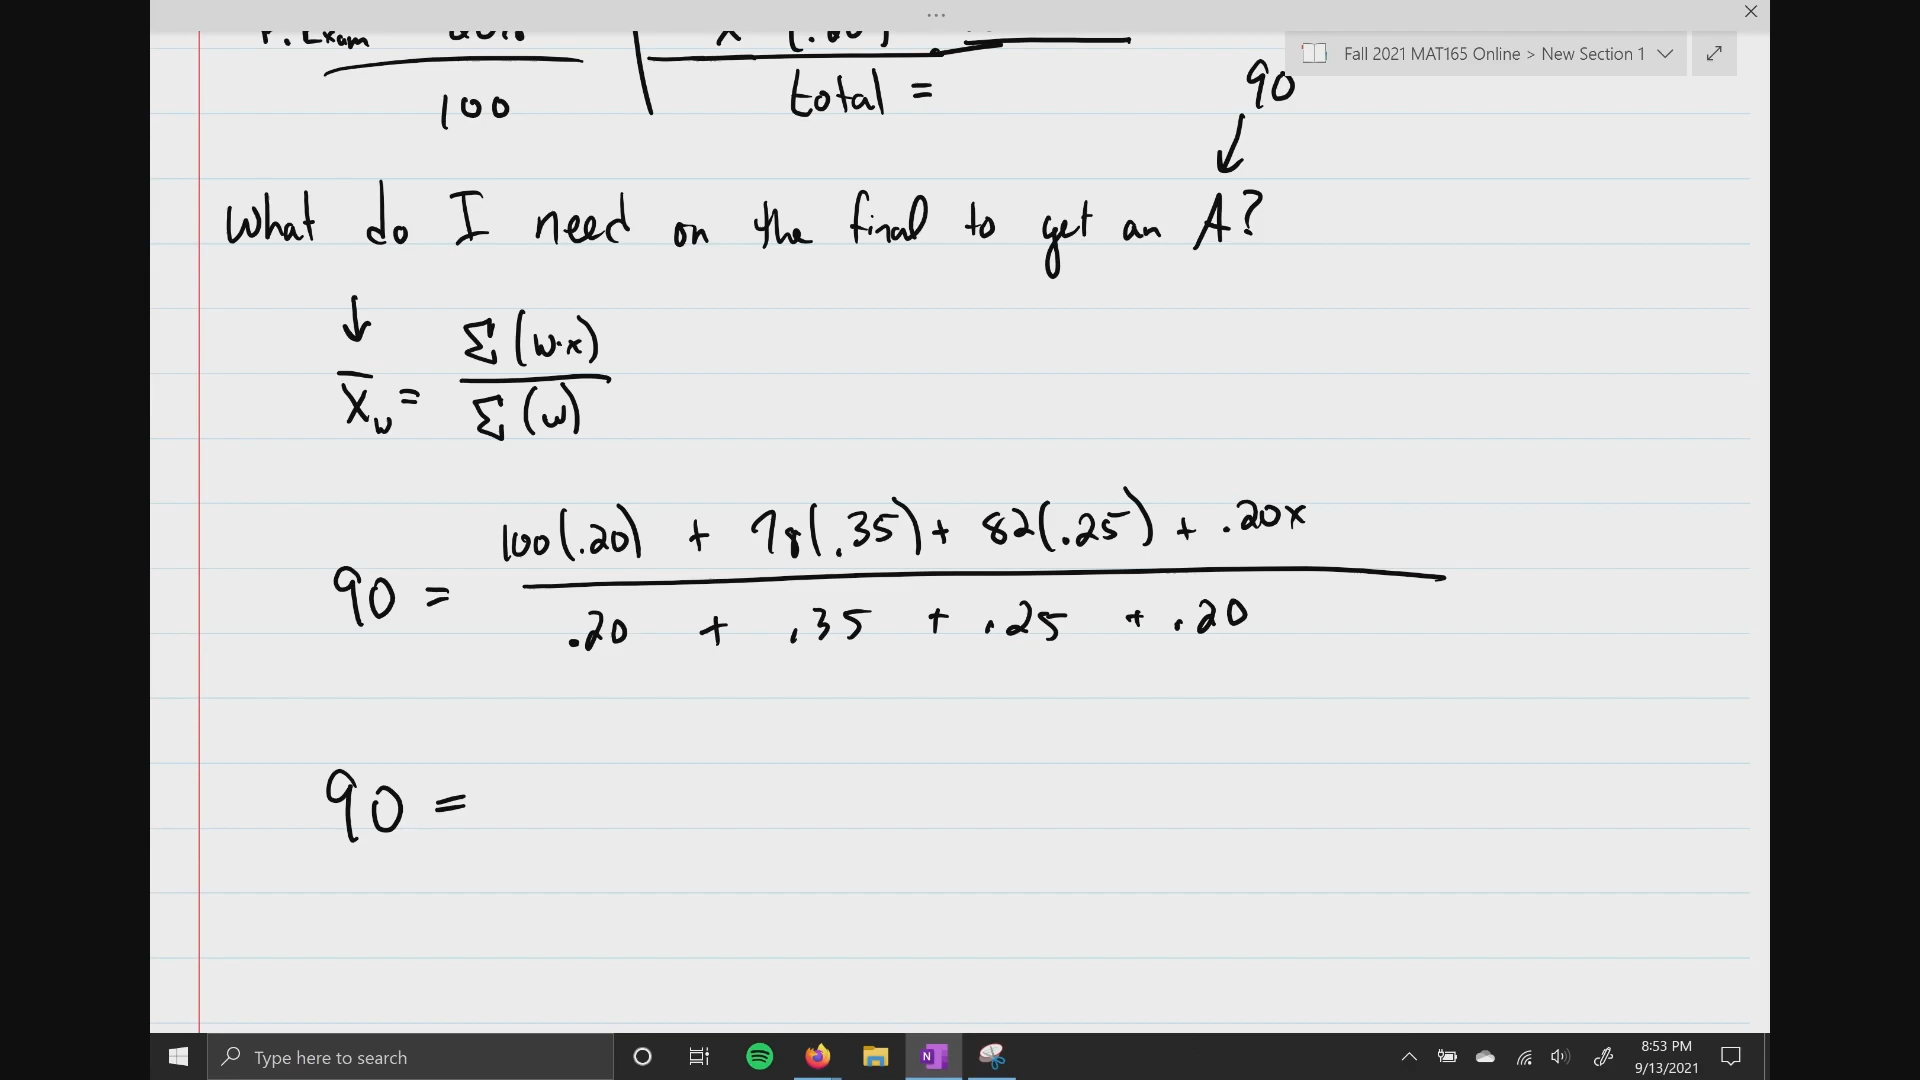 F. Exam
100
total =
Fall 2021 MAT165 Online > New Section 1
90
What do I need on the final to get an A?
x̄w = Σ(w·x) / Σ(w)
90 = 100(.20) + 78(.35) + 82(.25) + .20x
.20 + .35 + .25 + .20
90 =
Type here to search
8:53 PM
9/13/2021